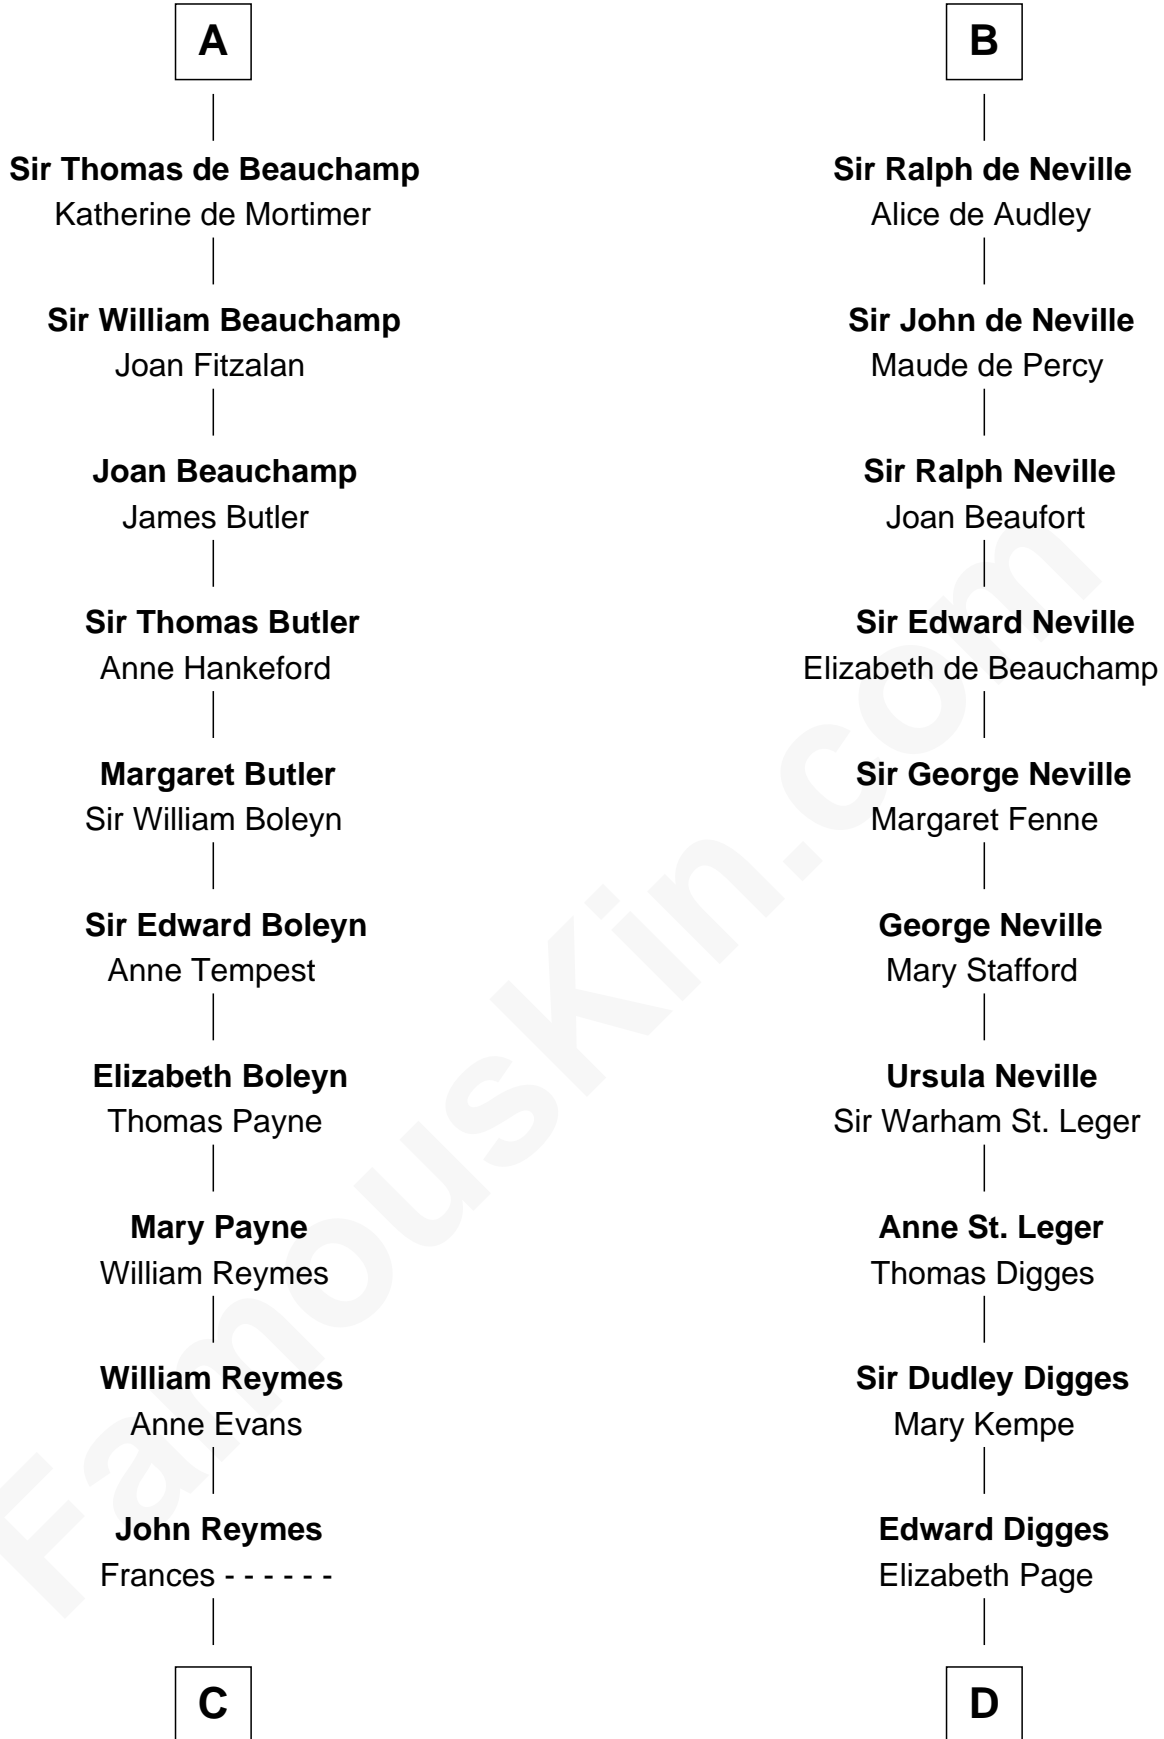 A
Sir Thomas de Beauchamp
Katherine de Mortimer
Sir William Beauchamp
Joan Fitzalan
Joan Beauchamp
James Butler
Sir Thomas Butler
Anne Hankeford
Margaret Butler
Sir William Boleyn
Sir Edward Boleyn
Anne Tempest
Elizabeth Boleyn
Thomas Payne
Mary Payne
William Reymes
William Reymes
Anne Evans
John Reymes
Frances - - - - - -
C
B
Sir Ralph de Neville
Alice de Audley
Sir John de Neville
Maude de Percy
Sir Ralph Neville
Joan Beaufort
Sir Edward Neville
Elizabeth de Beauchamp
Sir George Neville
Margaret Fenne
George Neville
Mary Stafford
Ursula Neville
Sir Warham St. Leger
Anne St. Leger
Thomas Digges
Sir Dudley Digges
Mary Kempe
Edward Digges
Elizabeth Page
D
FamousKin.com